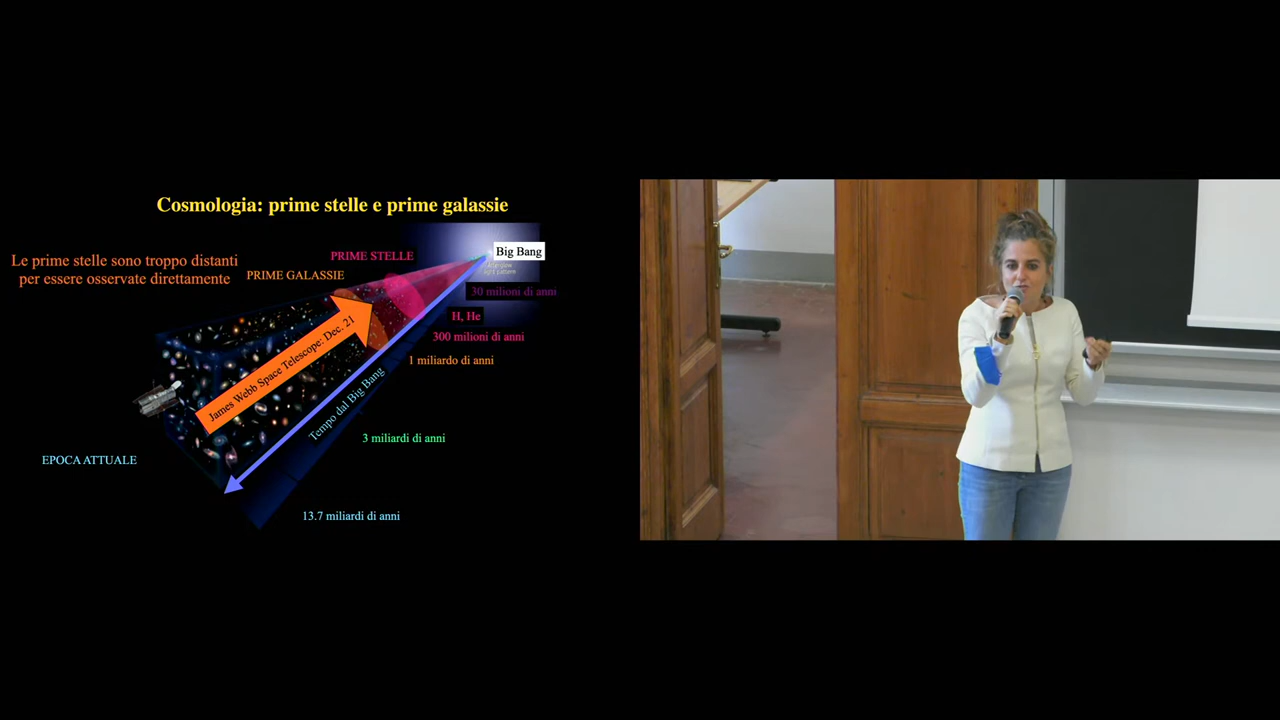 Cosmologia: prime stelle e prime galassie
Le prime stelle sono troppo distanti
per essere osservate direttamente
PRIME STELLE
PRIME GALASSIE
Big Bang
30 milioni di anni
H, He
300 milioni di anni
1 miliardo di anni
James Webb Space Telescope: Dec. 21
Tempo dal Big Bang
3 miliardi di anni
EPOCA ATTUALE
13.7 miliardi di anni